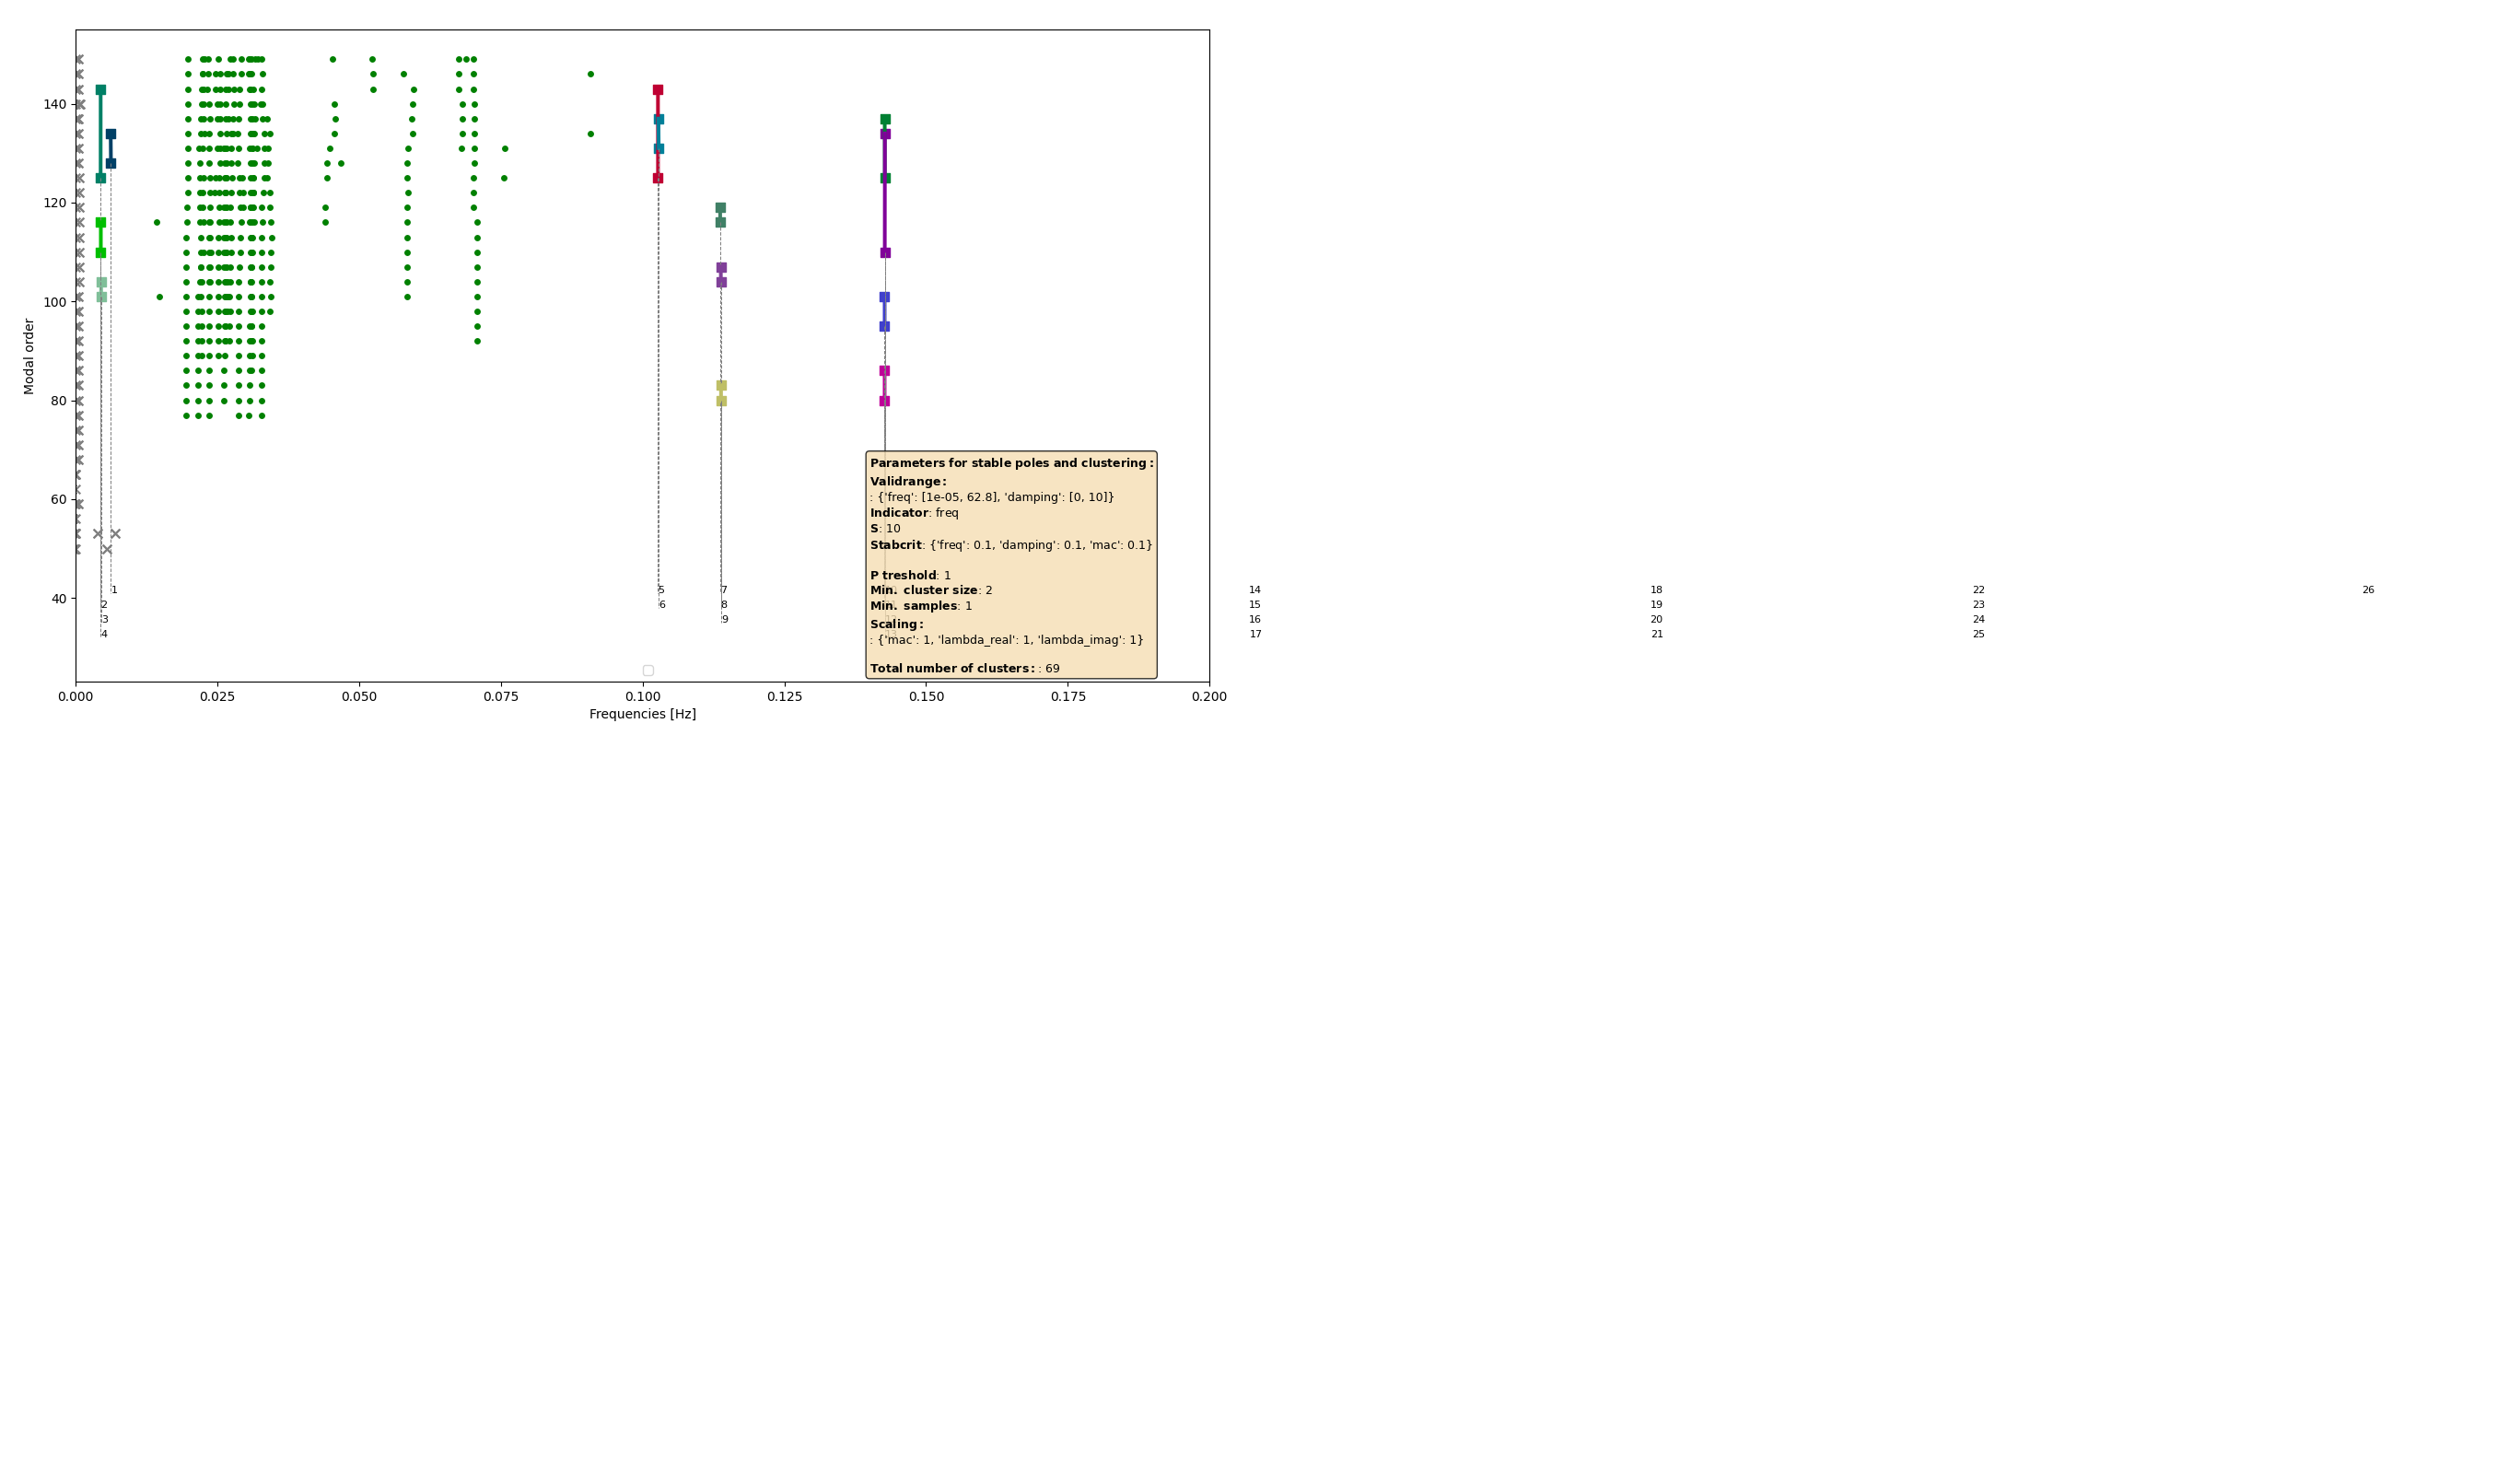 140
120
100
80
60
40
Modal order
Parameters for stable poles and clustering :
Validrange :
: {'freq': [1e-05, 62.8], 'damping': [0, 10]}
Indicator: freq
S: 10
Stabcrit: {'freq': 0.1, 'damping': 0.1, 'mac': 0.1}
P treshold: 1
Min. cluster size: 2
Min. samples: 1
Scaling :
: {'mac': 1, 'lambda_real': 1, 'lambda_imag': 1}
Total number of clusters : : 69
1 5 7 14 18 22 26
2 6 8 15 19 23
3 9 16 20 24
4 17 21 25
0.000 0.025 0.050 0.075 0.100 0.125 0.150 0.175 0.200
Frequencies [Hz]